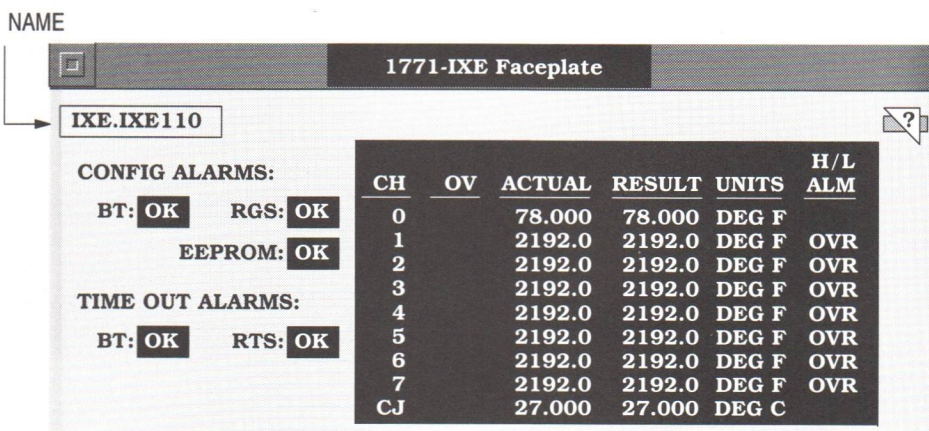 NAME
1771-IXE Faceplate
IXE.IXE110
?
CONFIG ALARMS:
BT: OK RGS: OK
EEPROM: OK
TIME OUT ALARMS:
BT: OK RTS: OK
H/L
CH OV ACTUAL RESULT UNITS ALM
0 78.000 78.000 DEG F
1 2192.0 2192.0 DEG F OVR
2 2192.0 2192.0 DEG F OVR
3 2192.0 2192.0 DEG F OVR
4 2192.0 2192.0 DEG F OVR
5 2192.0 2192.0 DEG F OVR
6 2192.0 2192.0 DEG F OVR
7 2192.0 2192.0 DEG F OVR
CJ 27.000 27.000 DEG C